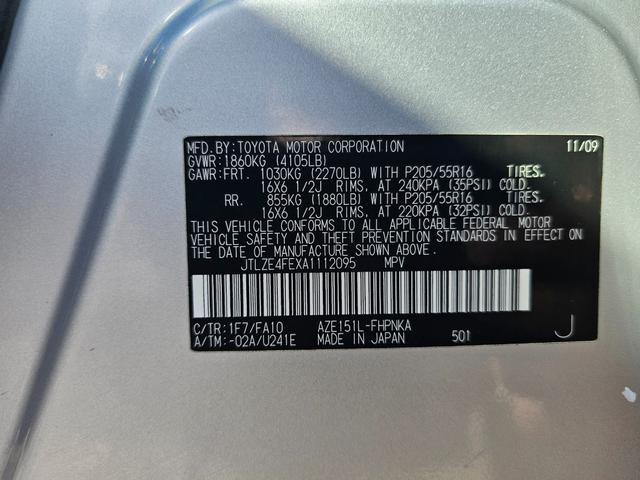 MFD. BY: TOYOTA MOTOR CORPORATION 11/09
GVWR: 1860KG (4105LB)
GAWR: FRT. 1030KG (2270LB) WITH P205/55R16 TIRES.
16X6 1/2J RIMS. AT 240KPA (35PSI) COLD.
RR. 855KG (1880LB) WITH P205/55R16 TIRES.
16X6 1/2J RIMS. AT 220KPA (32PSI) COLD.
THIS VEHICLE CONFORMS TO ALL APPLICABLE FEDERAL MOTOR
VEHICLE SAFETY AND THEFT PREVENTION STANDARDS IN EFFECT ON
THE DATE OF MANUFACTURE SHOWN ABOVE.
JTLZE4FEXA1112095 MPV
C/TR: 1F7/FA10 AZE151L-FHPNKA
A/TM: -02A/U241E MADE IN JAPAN 501 J